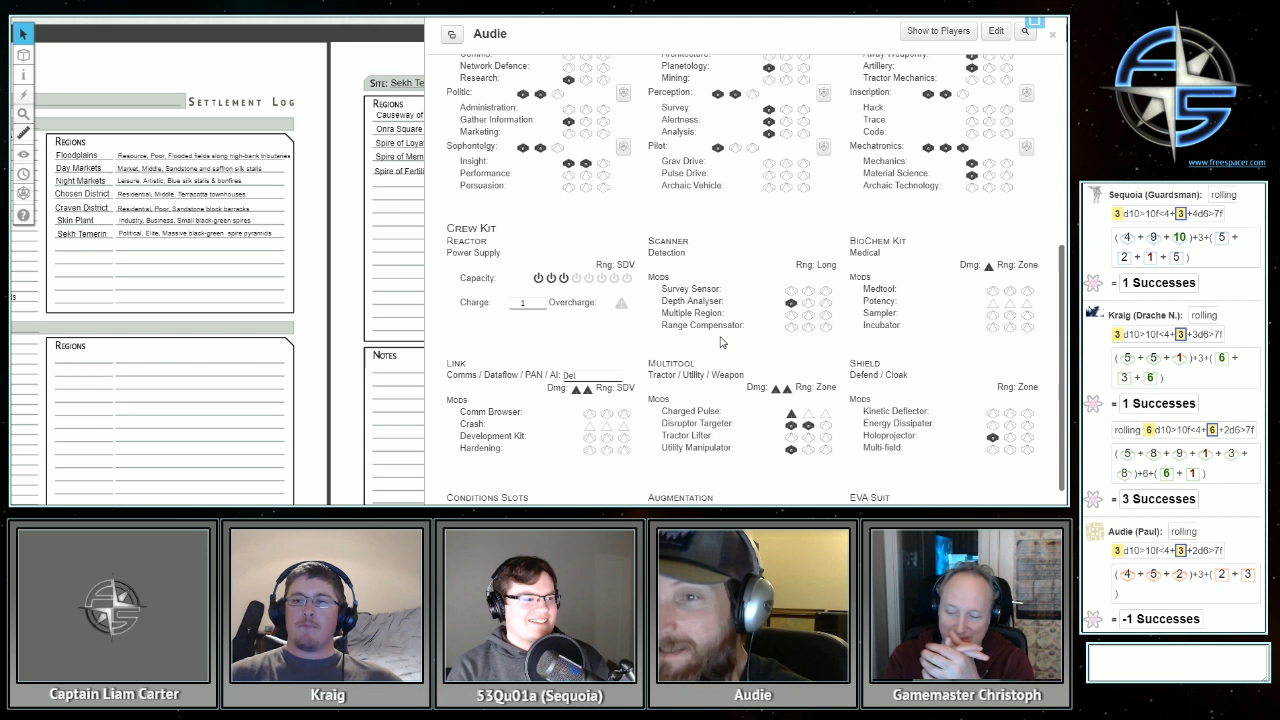 Audie
Show to Players
Edit
SETTLEMENT LOG
REGIONS
Floodplains Resource, Poor, Flooded fields along high-bank tributaries
Day Markets Market, Middle, Sandstone and saffron silk stalls
Night Markets Leisure, Artistic, Blue silk stalls & bonfires
Chosen District Residential, Middle, Terracotta townhouses
Craven District Residential, Poor, Sandstone block barracks
Skin Plant Industry, Business, Small black-green spires
Sekh Temerin Political, Elite, Massive black-green spire pyramids
REGIONS
SITE: Sekh Te
REGIONS
Causeway of
Onra Square
Spire of Loya
Spire of Mem
Spire of Fertili
NOTES
Network Defence:
Research:
Politic:
Administration:
Gather Information:
Marketing:
Sophontology:
Insight:
Performance:
Persuasion:
Planetology:
Mining:
Perception:
Survey:
Alertness:
Analysis:
Pilot:
Grav Drive:
Pulse Drive:
Archaic Vehicle:
Artillery:
Tractor Mechanics:
Inscription:
Hack:
Trace:
Code:
Mechatronics:
Mechanics:
Material Science:
Archaic Technology:
CREW KIT
REACTOR
Power Supply
Rng: SDV
Capacity:
Charge: 1 Overcharge:
SCANNER
Detection
Rng: Long
MODS
Survey Sensor:
Depth Analyser:
Multiple Region:
Range Compensator:
BIOCHEM KIT
Medical
Dmg: Rng: Zone
MODS
Medtool:
Potency:
Sampler:
Incubator:
LINK
Comms / Dataflow / PAN / AI: Del
Dmg: Rng: SDV
MODS
Comm Browser:
Crash:
Development Kit:
Hardening:
MULTITOOL
Tractor / Utility / Weapon
Dmg: Rng: Zone
MODS
Charged Pulse:
Disruptor Targeter:
Tractor Lifter:
Utility Manipulator:
SHIELD
Defend / Cloak
Rng: Zone
MODS
Kinetic Deflector:
Energy Dissipater:
Holoprojector:
Multi-field:
CONDITIONS SLOTS
AUGMENTATION
EVA SUIT
www.freespacer.com
Sequoia (Guardsman): rolling
3 d10>10f<4+ 3 +4d6>7f
( 4 + 9 + 10 )+3+( 5 +
2 + 1 + 5 )
= 1 Successes
Kraig (Drache N.): rolling
3 d10>10f<4+ 3 +3d6>7f
( 5 + 5 + 1 )+3+( 6 +
3 + 6 )
= 1 Successes
rolling 6 d10>10f<4+ 6 +2d6>7f
( 5 + 8 + 9 + 1 + 3 +
8 )+6+( 6 + 1 )
= 3 Successes
Audie (Paul): rolling
3 d10>10f<4+ 3 +2d6>7f
( 4 + 5 + 2 )+3+( 2 + 3
)
= -1 Successes
Captain Liam Carter
Kraig
53Qu01a (Sequoia)
Audie
Gamemaster Christoph